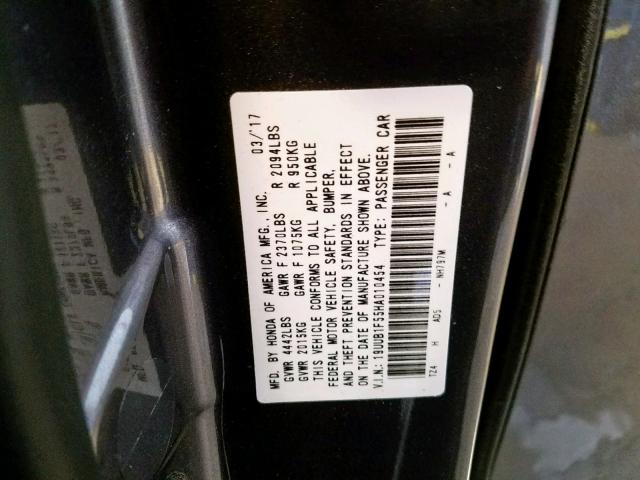 MFD. BY HONDA OF AMERICA MFG., INC. 03/'17
GVWR 4442LBS GAWR F 2370LBS R 2094LBS
GVWR 2015KG GAWR F 1075KG R 950KG
THIS VEHICLE CONFORMS TO ALL APPLICABLE
FEDERAL MOTOR VEHICLE SAFETY, BUMPER,
AND THEFT PREVENTION STANDARDS IN EFFECT
ON THE DATE OF MANUFACTURE SHOWN ABOVE.
V.I.N.: 19UUB1F55HA010454 TYPE: PASSENGER CAR
TZ4 H AD5 - NH797M - A - A